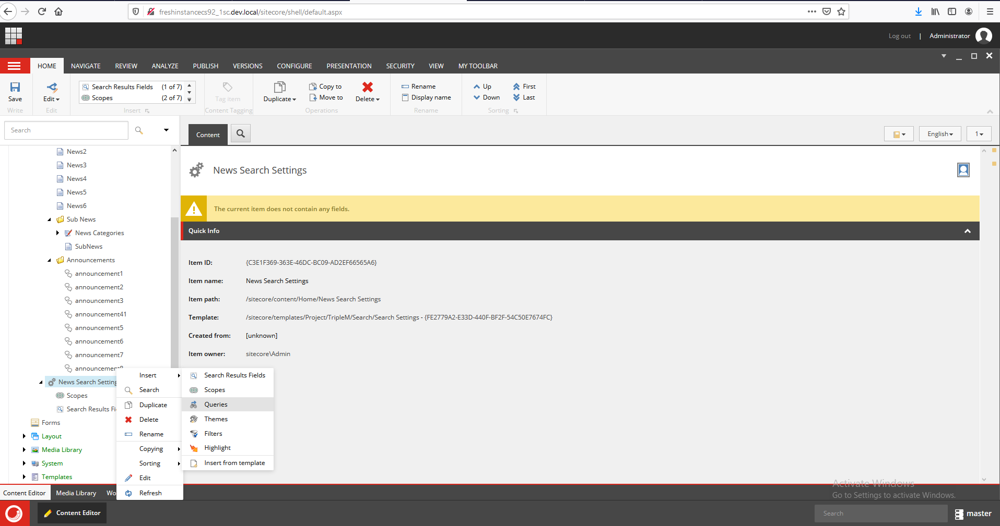 freshinstancecs92_1sc.dev.local/sitecore/shell/default.aspx
Log out | Administrator
HOME NAVIGATE REVIEW ANALYZE PUBLISH VERSIONS CONFIGURE PRESENTATION SECURITY VIEW MY TOOLBAR
Search Results Fields (1 of 7) Copy to Rename Up First
Scopes (2 of 7) Move to Display name Down Last
Save Edit Tag item Duplicate Delete
Write Edit Insert Content Tagging Operations Rename Sorting
Search
Content
English 1
News2
News3
News4
News5
News6
Sub News
News Categories
SubNews
Announcements
announcement1
announcement2
announcement3
announcement41
announcement5
announcement6
announcement7
announcement8
News Search Setting
Scopes
Search Results Fi
Forms
Layout
Media Library
System
Templates
News Search Settings
The current item does not contain any fields.
Quick Info
Item ID: {C3E1F369-363E-46DC-BC09-AD2EF66565A6}
Item name: News Search Settings
Item path: /sitecore/content/Home/News Search Settings
Template: /sitecore/templates/Project/TripleM/Search/Search Settings - {FE2779A2-E33D-440F-BF2F-54C50E7674FC}
Created from: [unknown]
Item owner: sitecore\Admin
Insert
Search
Duplicate
Delete
Rename
Copying
Sorting
Edit
Refresh
Search Results Fields
Scopes
Queries
Themes
Filters
Highlight
Insert from template
Activate Windows
Go to Settings to activate Windows.
Content Editor Media Library Wo
Content Editor
Search
master